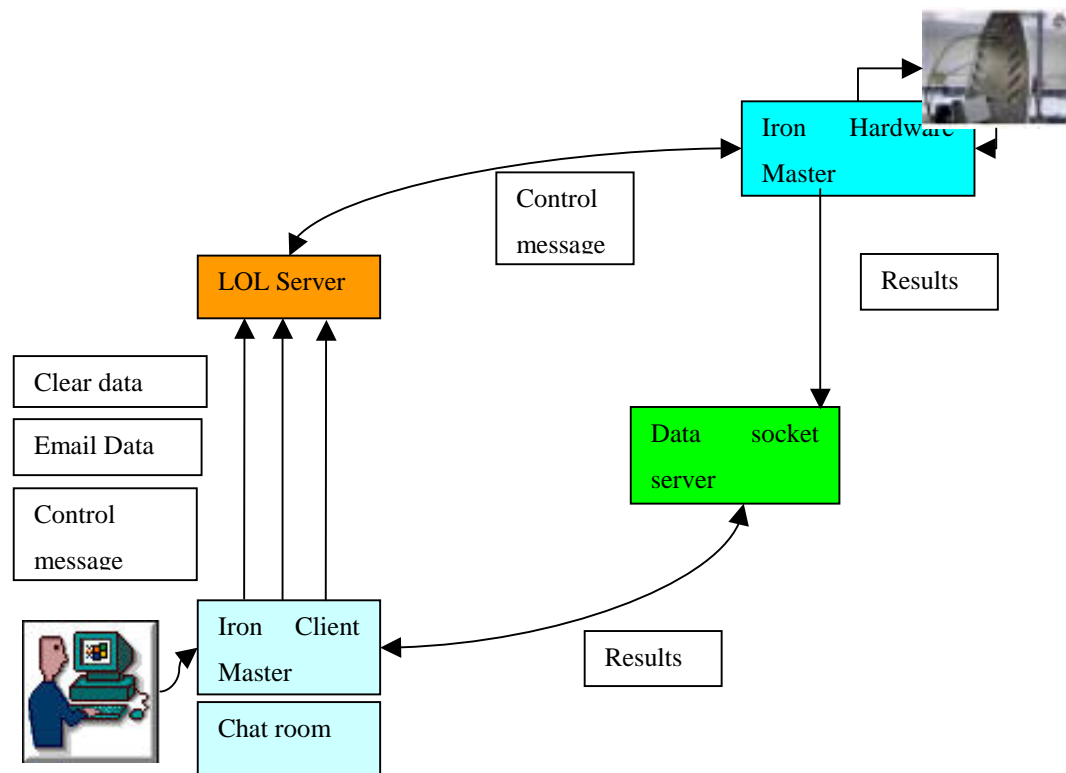 Iron Hardware
Master
Control
message
LOL Server
Results
Clear data
Email Data
Control
message
Data socket
server
Iron Client
Master
Results
Chat room